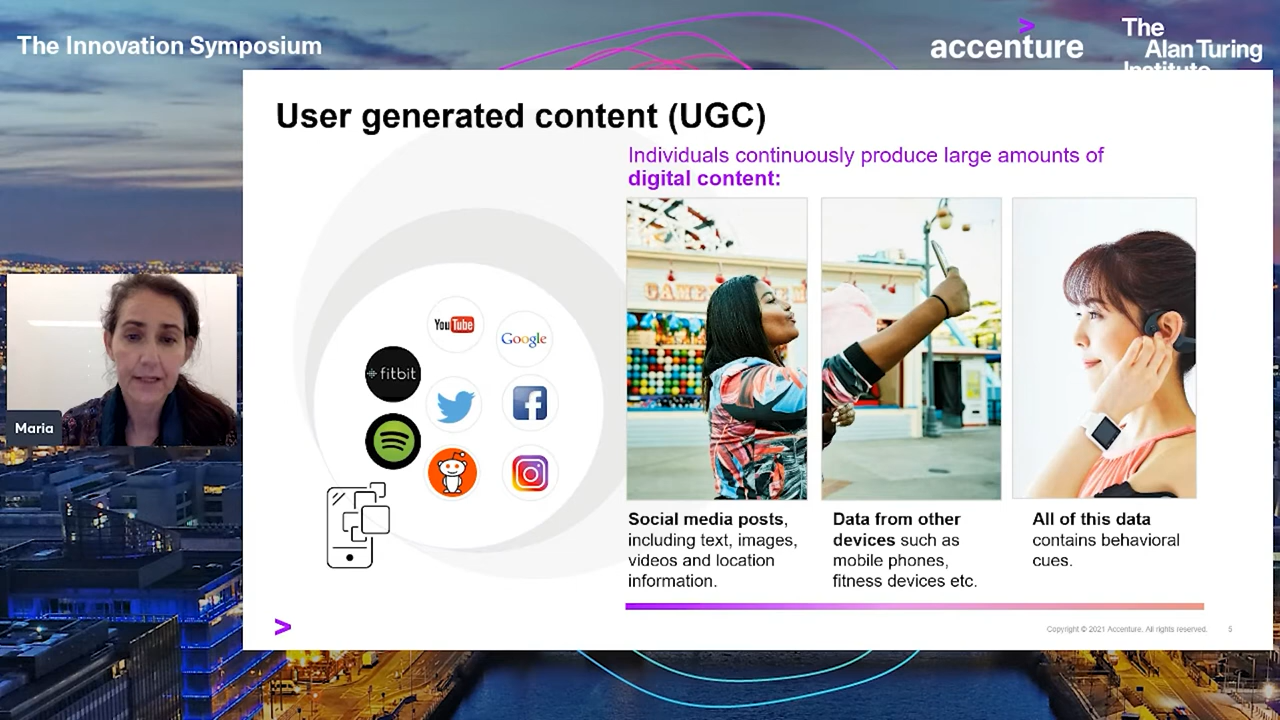 The Innovation Symposium
accenture
The
Alan Turing
Institute
User generated content (UGC)
Individuals continuously produce large amounts of
digital content:
YouTube
Google
fitbit
GAME
Maria
Social media posts,
including text, images,
videos and location
information.
Data from other
devices such as
mobile phones,
fitness devices etc.
All of this data
contains behavioral
cues.
Copyright © 2021 Accenture. All rights reserved.
5